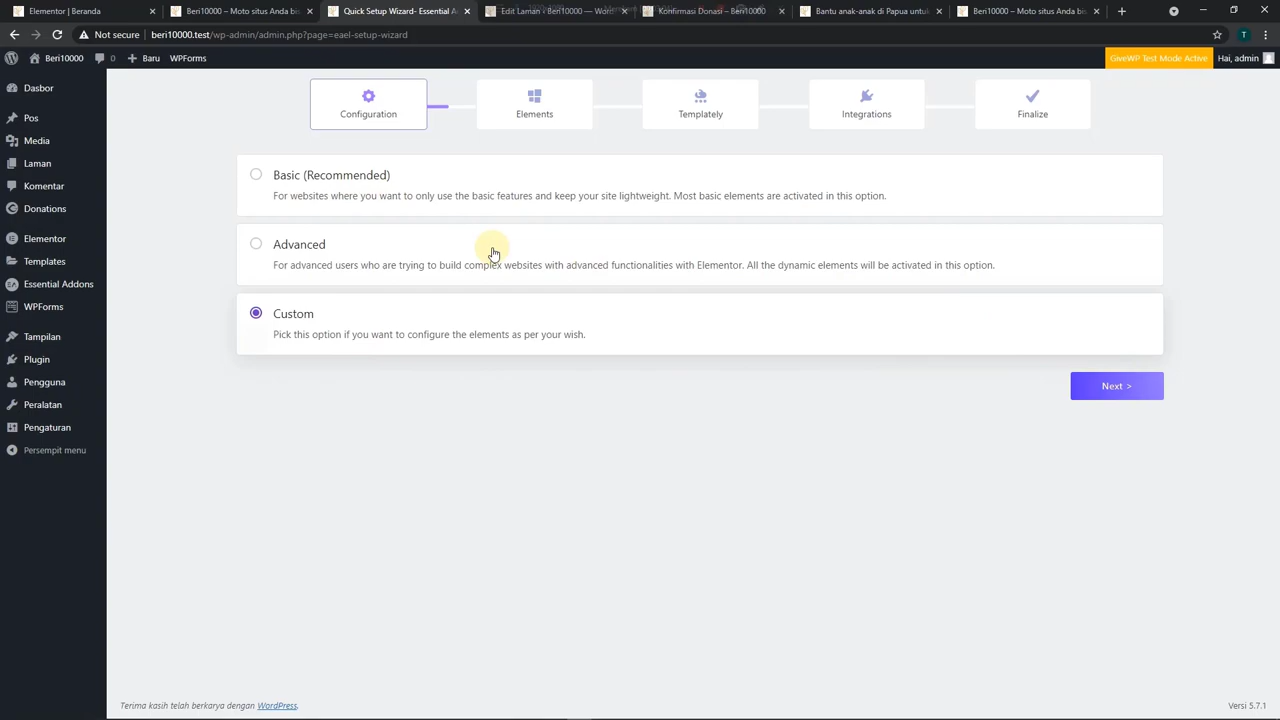 Elementor | Beranda
Beri10000 – Moto situs Anda bis
Quick Setup Wizard- Essential A
Edit Laman ‹ Beri10000 — WordP
Konfirmasi Donasi – Beri10000
Bantu anak-anak di Papua untuk
Beri10000 – Moto situs Anda bis
Not secure
beri10000.test/wp-admin/admin.php?page=eael-setup-wizard
T
Beri10000
0
Baru
WPForms
GiveWP Test Mode Active
Hai, admin
Dasbor
Pos
Media
Laman
Komentar
Donations
Elementor
Templates
Essential Addons
WPForms
Tampilan
Plugin
Pengguna
Peralatan
Pengaturan
Persempit menu
Configuration
Elements
Templately
Integrations
Finalize
Basic (Recommended)
For websites where you want to only use the basic features and keep your site lightweight. Most basic elements are activated in this option.
Advanced
For advanced users who are trying to build complex websites with advanced functionalities with Elementor. All the dynamic elements will be activated in this option.
Custom
Pick this option if you want to configure the elements as per your wish.
Next >
Terima kasih telah berkarya dengan WordPress.
Versi 5.7.1